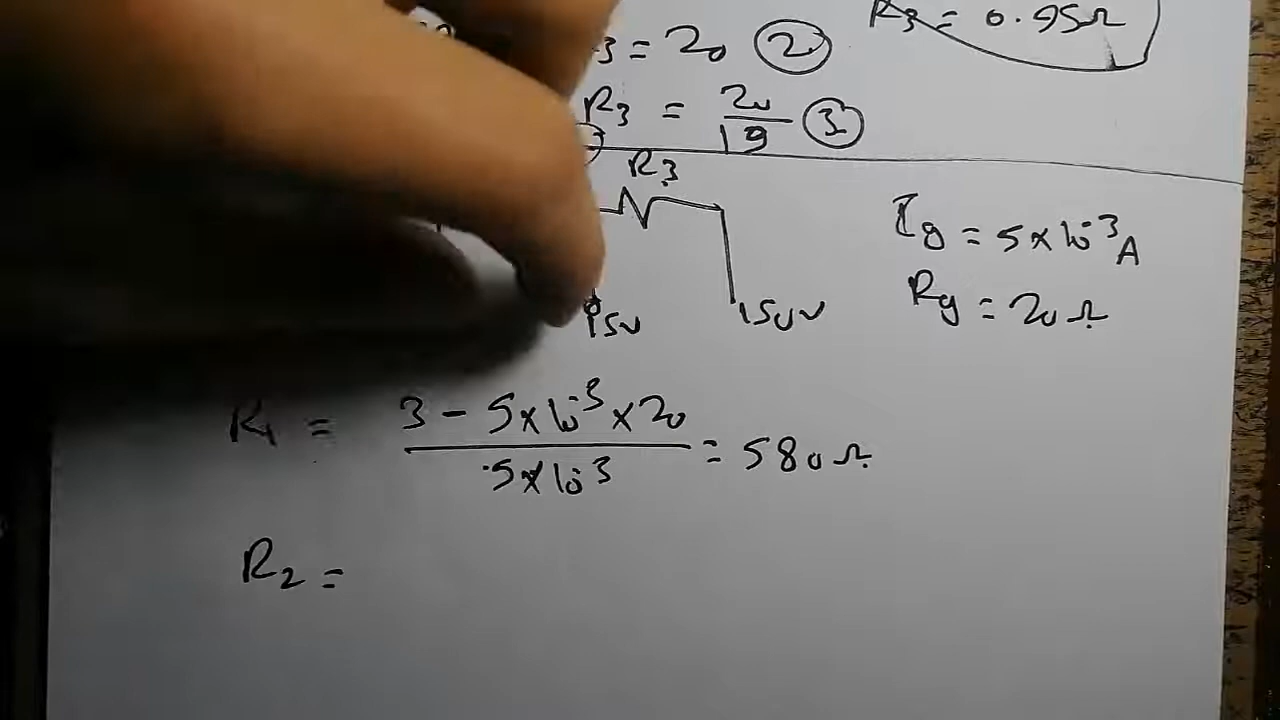 R3 = 0.95Ω
3 = 20 ②
R3 = 20/19 ③
R3
Ig = 5×10⁻³A
Rg = 20Ω
15V 150V
R1 = (3 - 5×10⁻³×20)/(5×10⁻³) = 580Ω
R2 =